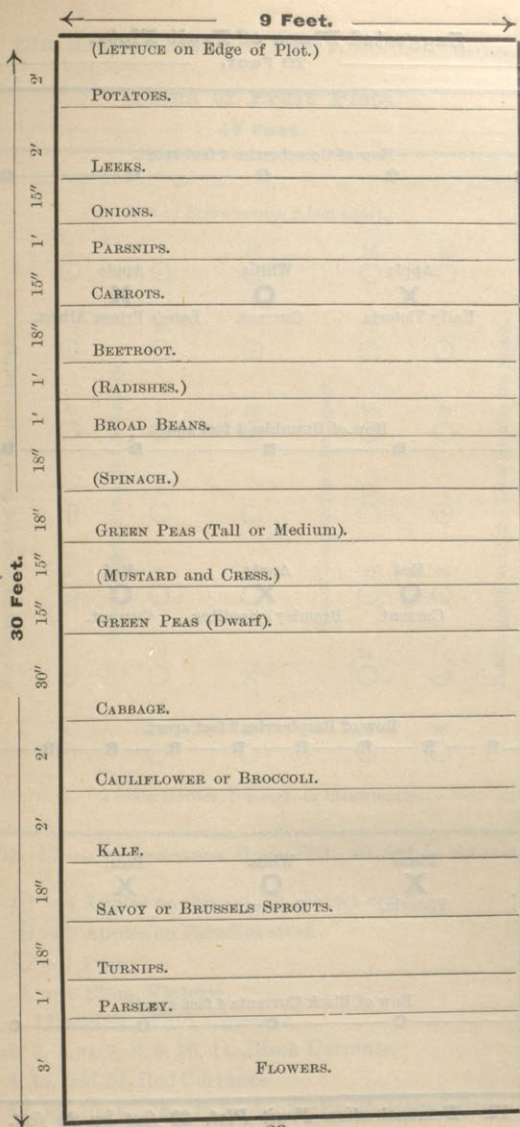 9 Feet.
(LETTUCE on Edge of Plot.)
2'
POTATOES.
2'
LEEKS.
15"
ONIONS.
1'
PARSNIPS.
15"
CARROTS.
18"
BEETROOT.
1'
(RADISHES.)
1'
BROAD BEANS.
18"
(SPINACH.)
18"
GREEN PEAS (Tall or Medium).
30 Feet.
15"
(MUSTARD and CRESS.)
15"
GREEN PEAS (Dwarf).
30"
CABBAGE.
2'
CAULIFLOWER or BROCCOLI.
2'
KALE.
18"
SAVOY or BRUSSELS SPROUTS.
18"
TURNIPS.
1'
PARSLEY.
3'
FLOWERS.